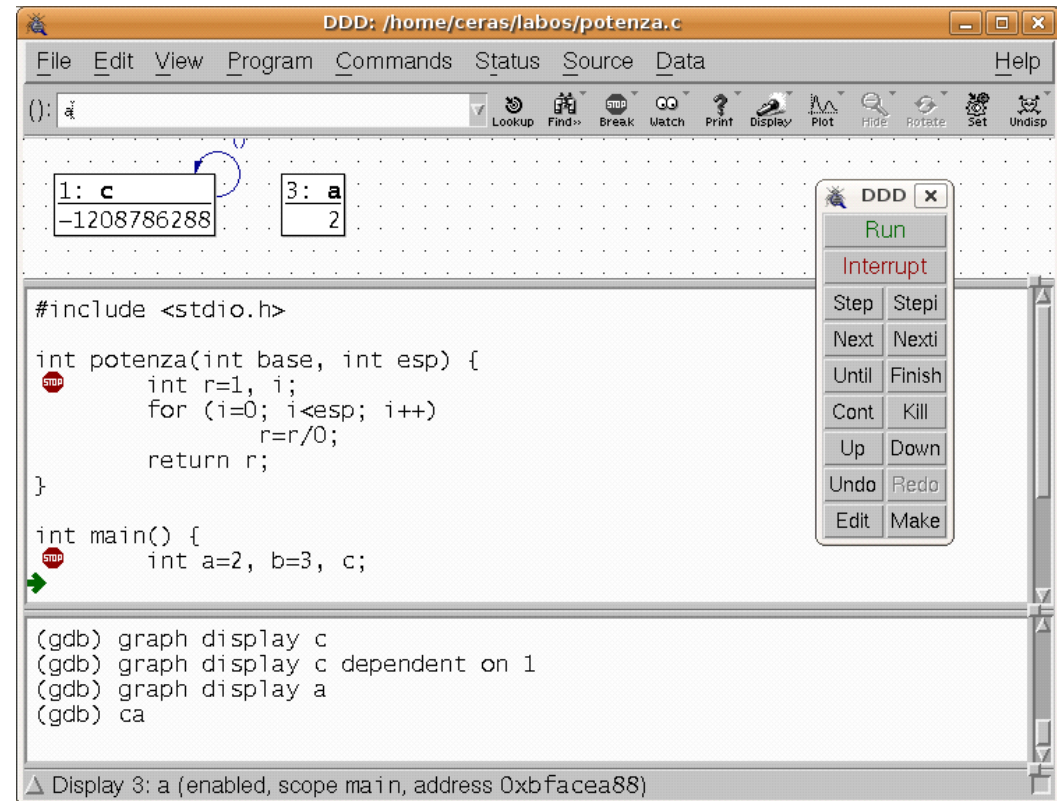 DDD: /home/ceras/labos/potenza.c
File Edit View Program Commands Status Source Data Help
(): a
Lookup Find» Break Watch Print Display Plot Hide Rotate Set Undisp
STOP
()
1: c
-1208786288
3: a
2
DDD
Run
Interrupt
Step Stepi
Next Nexti
Until Finish
Cont Kill
Up Down
Undo Redo
Edit Make
#include <stdio.h>
int potenza(int base, int esp) {
STOP int r=1, i;
for (i=0; i<esp; i++)
r=r/0;
return r;
}
int main() {
STOP int a=2, b=3, c;
(gdb) graph display c
(gdb) graph display c dependent on 1
(gdb) graph display a
(gdb) ca
Display 3: a (enabled, scope main, address 0xbfacea88)